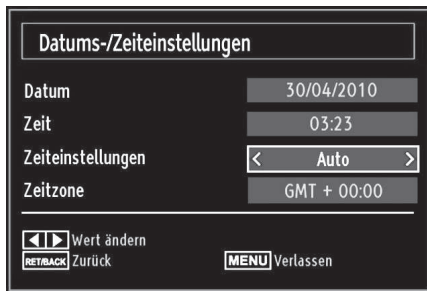 Datums-/Zeiteinstellungen
Datum 30/04/2010
Zeit 03:23
Zeiteinstellungen < Auto >
Zeitzone GMT + 00:00
Wert ändern
RET/BACK Zurück MENU Verlassen